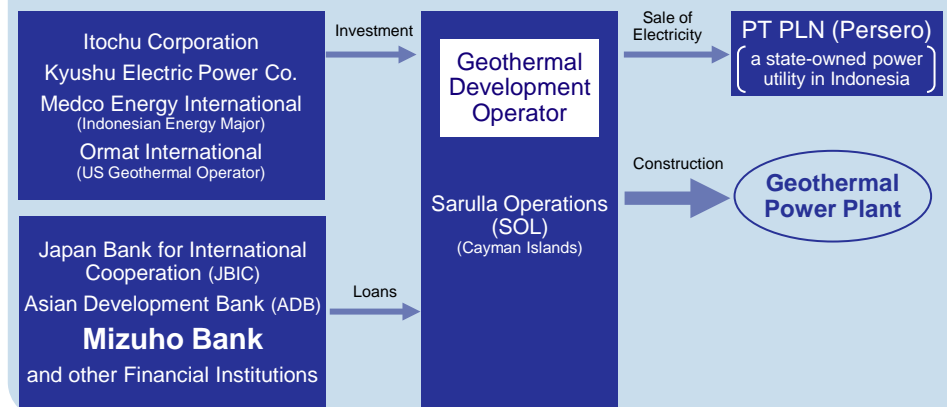 Itochu Corporation
Kyushu Electric Power Co.
Medco Energy International
(Indonesian Energy Major)
Ormat International
(US Geothermal Operator)
Investment
Geothermal
Development
Operator
Sale of
Electricity
PT PLN (Persero)
a state-owned power
utility in Indonesia
Japan Bank for International
Cooperation (JBIC)
Asian Development Bank (ADB)
Mizuho Bank
and other Financial Institutions
Loans
Sarulla Operations
(SOL)
(Cayman Islands)
Construction
Geothermal
Power Plant